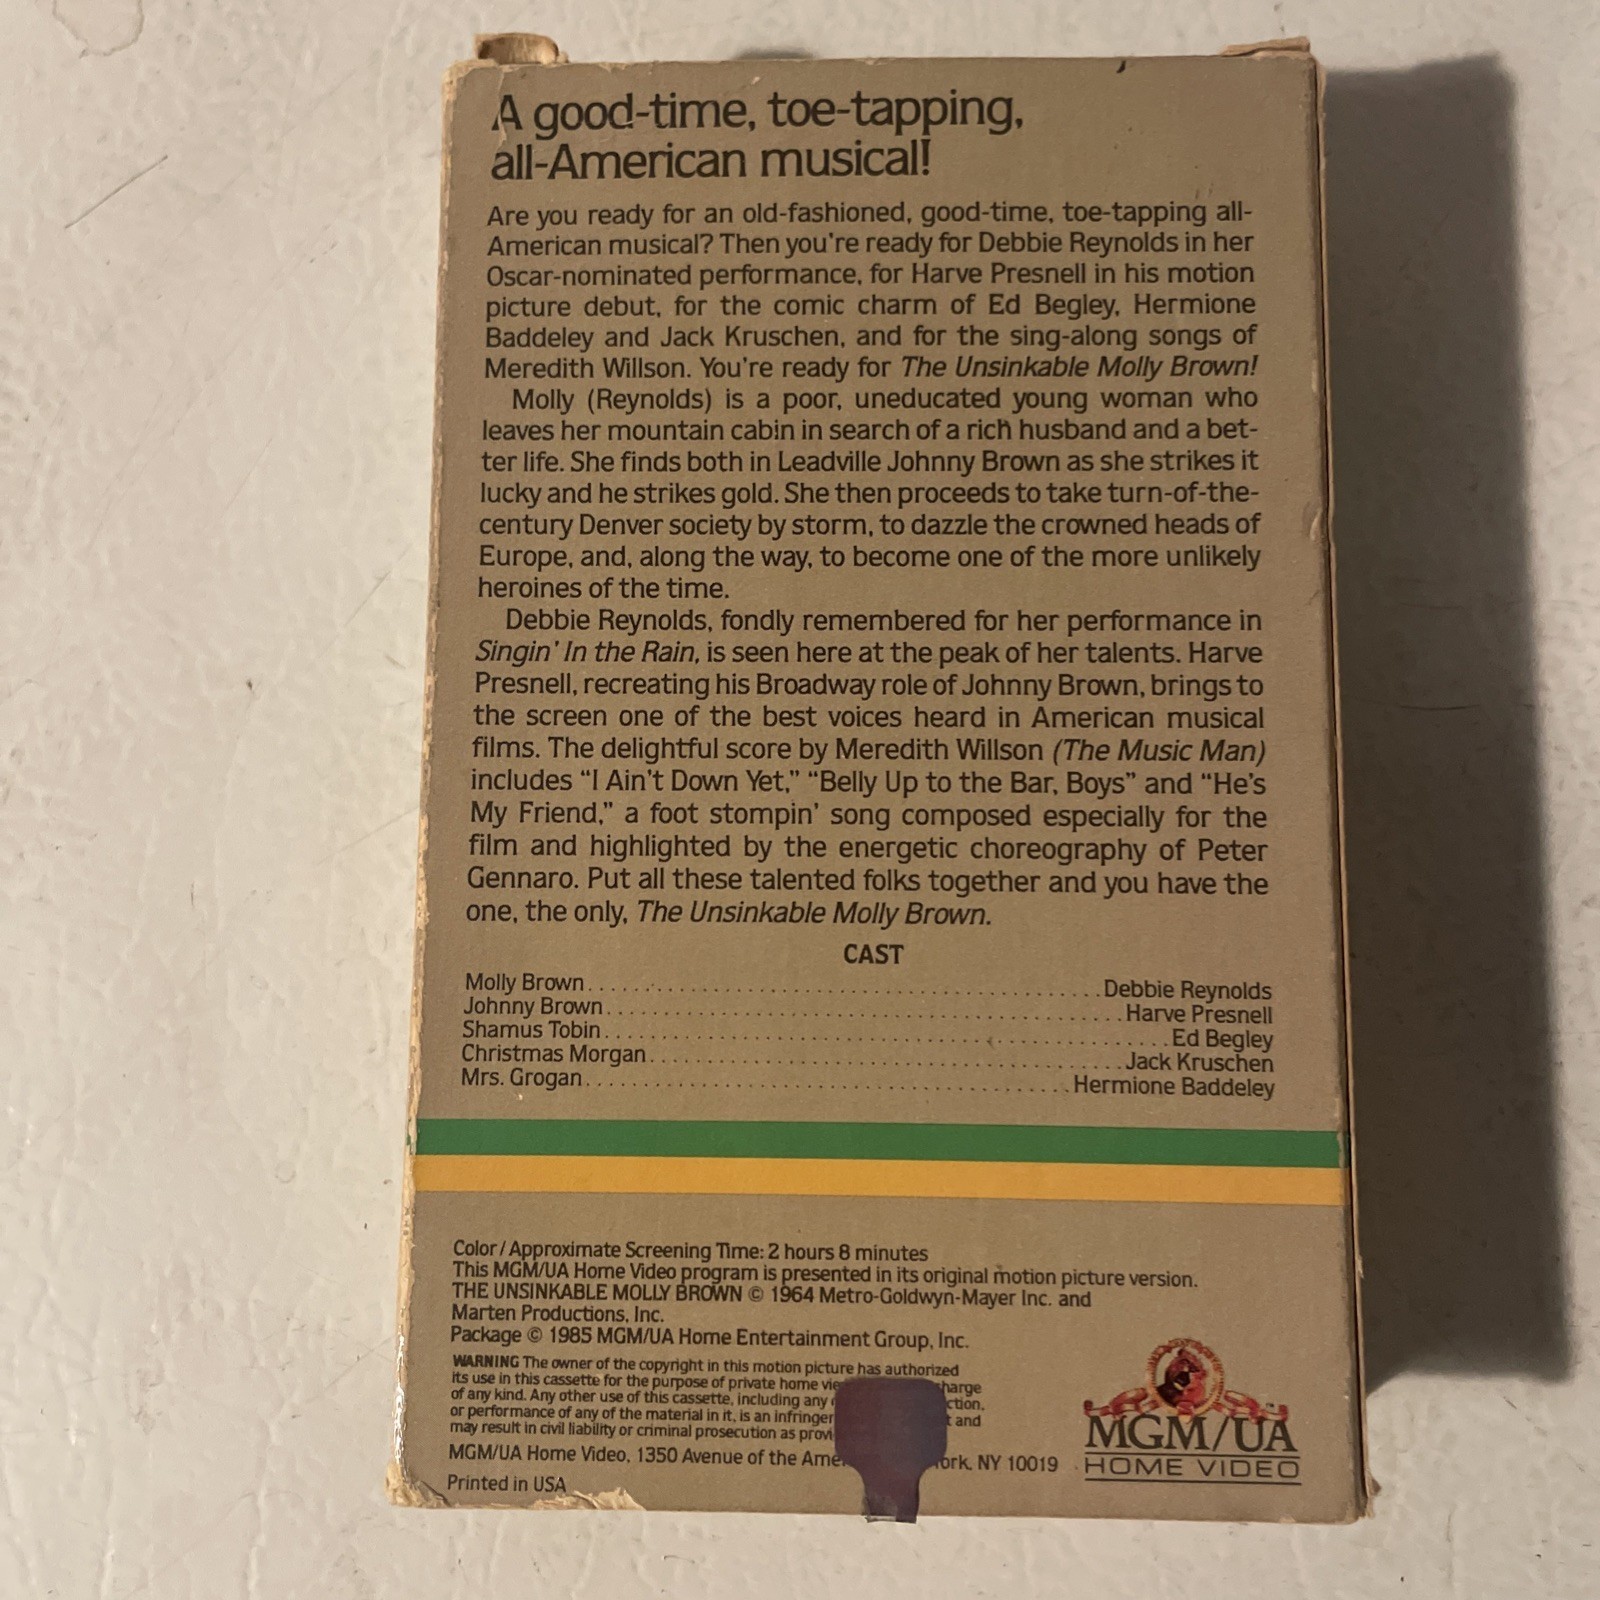 A good-time, toe-tapping,
all-American musical!
Are you ready for an old-fashioned, good-time, toe-tapping all-
American musical? Then you're ready for Debbie Reynolds in her
Oscar-nominated performance, for Harve Presnell in his motion
picture debut, for the comic charm of Ed Begley, Hermione
Baddeley and Jack Kruschen, and for the sing-along songs of
Meredith Willson. You're ready for The Unsinkable Molly Brown!
Molly (Reynolds) is a poor, uneducated young woman who
leaves her mountain cabin in search of a rich husband and a bet-
ter life. She finds both in Leadville Johnny Brown as she strikes it
lucky and he strikes gold. She then proceeds to take turn-of-the-
century Denver society by storm, to dazzle the crowned heads of
Europe, and, along the way, to become one of the more unlikely
heroines of the time.
Debbie Reynolds, fondly remembered for her performance in
Singin' In the Rain, is seen here at the peak of her talents. Harve
Presnell, recreating his Broadway role of Johnny Brown, brings to
the screen one of the best voices heard in American musical
films. The delightful score by Meredith Willson (The Music Man)
includes “I Ain't Down Yet,” “Belly Up to the Bar, Boys” and “He's
My Friend,” a foot stompin' song composed especially for the
film and highlighted by the energetic choreography of Peter
Gennaro. Put all these talented folks together and you have the
one, the only, The Unsinkable Molly Brown.
CAST
Molly Brown Debbie Reynolds
Johnny Brown Harve Presnell
Shamus Tobin Ed Begley
Christmas Morgan Jack Kruschen
Mrs. Grogan Hermione Baddeley
Color / Approximate Screening Time: 2 hours 8 minutes
This MGM/UA Home Video program is presented in its original motion picture version.
THE UNSINKABLE MOLLY BROWN © 1964 Metro-Goldwyn-Mayer Inc. and
Marten Productions, Inc.
Package © 1985 MGM/UA Home Entertainment Group, Inc.
WARNING The owner of the copyright in this motion picture has authorized
its use in this cassette for the purpose of private home
of any kind. Any other use of this cassette, including any
or performance of any of the material in it, is an and
may result in civil liability or criminal prosecution as
MGM/UA Home Video, 1350 Avenue of the NY 10019
Printed in USA
MGM/UA
HOME VIDEO